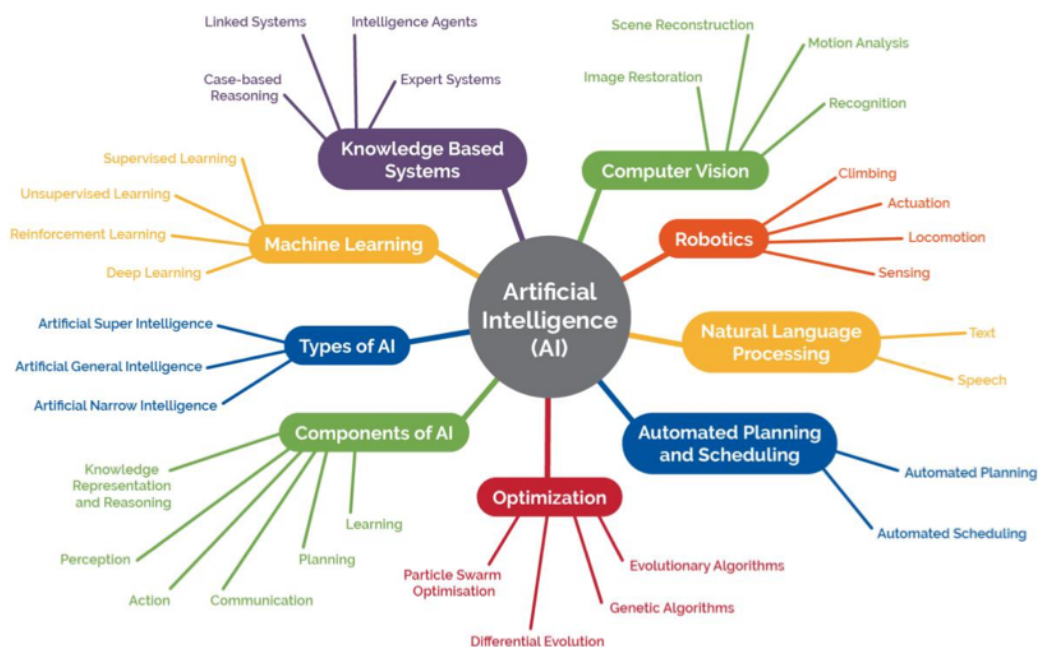 Linked Systems
Intelligence Agents
Case-based
Reasoning
Expert Systems
Knowledge Based
Systems
Scene Reconstruction
Motion Analysis
Image Restoration
Recognition
Computer Vision
Supervised Learning
Unsupervised Learning
Reinforcement Learning
Deep Learning
Machine Learning
Climbing
Actuation
Locomotion
Sensing
Robotics
Artificial
Intelligence
(AI)
Artificial Super Intelligence
Artificial General Intelligence
Artificial Narrow Intelligence
Types of AI
Natural Language
Processing
Text
Speech
Components of AI
Knowledge
Representation
and Reasoning
Perception
Action
Communication
Planning
Learning
Automated Planning
and Scheduling
Automated Planning
Automated Scheduling
Optimization
Particle Swarm
Optimisation
Differential Evolution
Genetic Algorithms
Evolutionary Algorithms